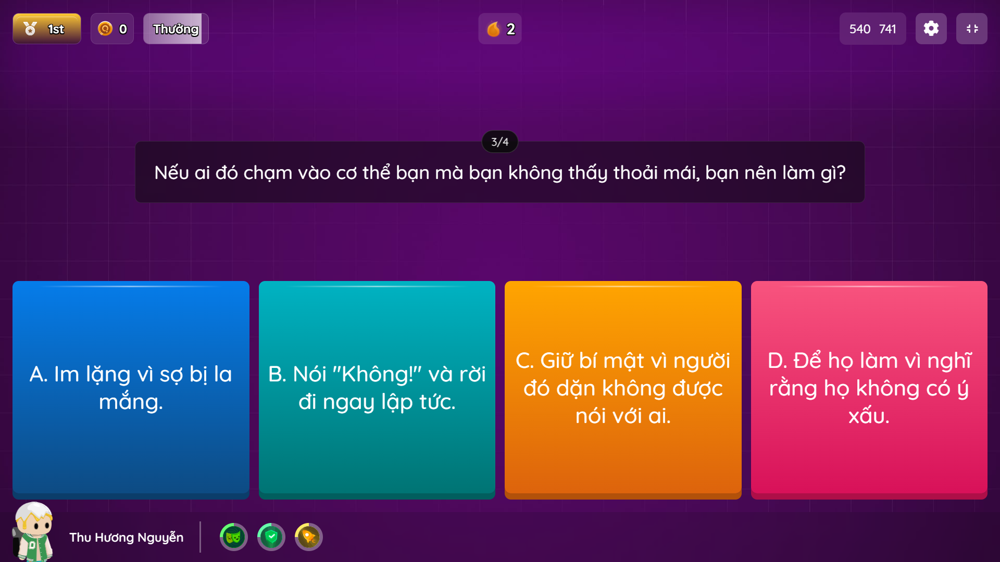 1st
0
Thưởng
2
540 741
3/4
Nếu ai đó chạm vào cơ thể bạn mà bạn không thấy thoải mái, bạn nên làm gì?
A. Im lặng vì sợ bị la
mắng.
B. Nói "Không!" và rời
đi ngay lập tức.
C. Giữ bí mật vì người
đó dặn không được
nói với ai.
D. Để họ làm vì nghĩ
rằng họ không có ý
xấu.
Thu Hương Nguyễn